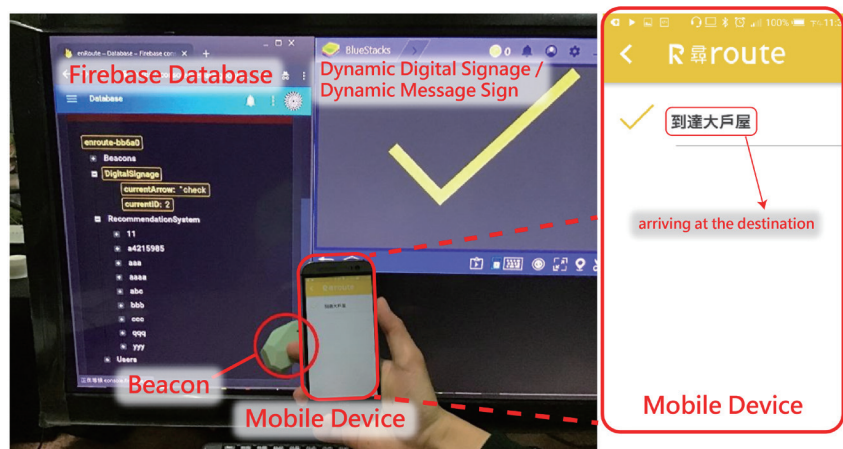 enRoute – Database – Firebase con
Firebase Database
Database
enroute-bb6a0
Beacons
DigitalSignage
currentArrow: "check
currentID: 2
RecommendationSystem
11
a4215985
aaa
aaaa
abc
bbb
ccc
qqq
yyy
Users
BlueStacks
0
Dynamic Digital Signage /
Dynamic Message Sign
Beacon
尋route
到達大戶屋
Mobile Device
100%
R尋route
到達大戶屋
arriving at the destination
Mobile Device